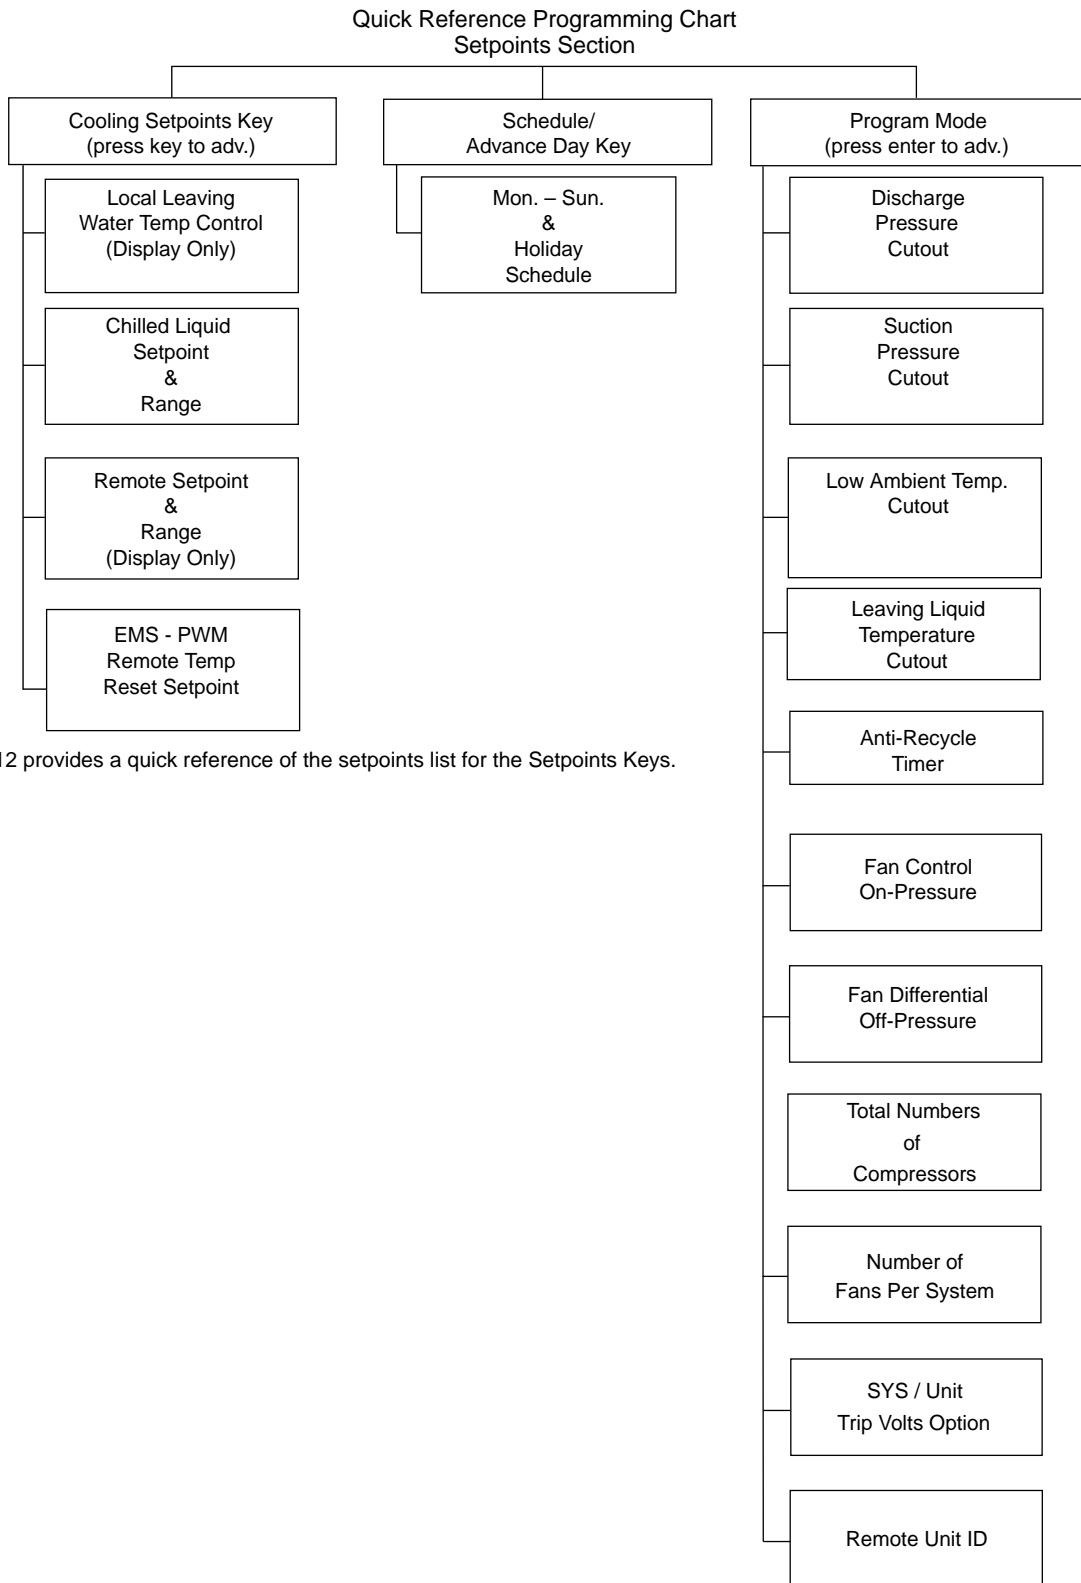 Quick Reference Programming Chart
Setpoints Section
Cooling Setpoints Key
(press key to adv.)
Local Leaving
Water Temp Control
(Display Only)
Chilled Liquid
Setpoint
&
Range
Remote Setpoint
&
Range
(Display Only)
EMS - PWM
Remote Temp
Reset Setpoint
Schedule/
Advance Day Key
Mon. – Sun.
&
Holiday
Schedule
Program Mode
(press enter to adv.)
Discharge
Pressure
Cutout
Suction
Pressure
Cutout
Low Ambient Temp.
Cutout
Leaving Liquid
Temperature
Cutout
Anti-Recycle
Timer
Fan Control
On-Pressure
Fan Differential
Off-Pressure
Total Numbers
of
Compressors
Number of
Fans Per System
SYS / Unit
Trip Volts Option
Remote Unit ID
12 provides a quick reference of the setpoints list for the Setpoints Keys.